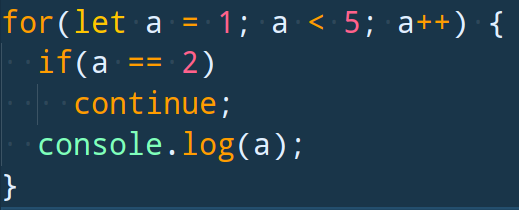 for(let a = 1; a < 5; a++) {
  if(a == 2)
    continue;
  console.log(a);
}